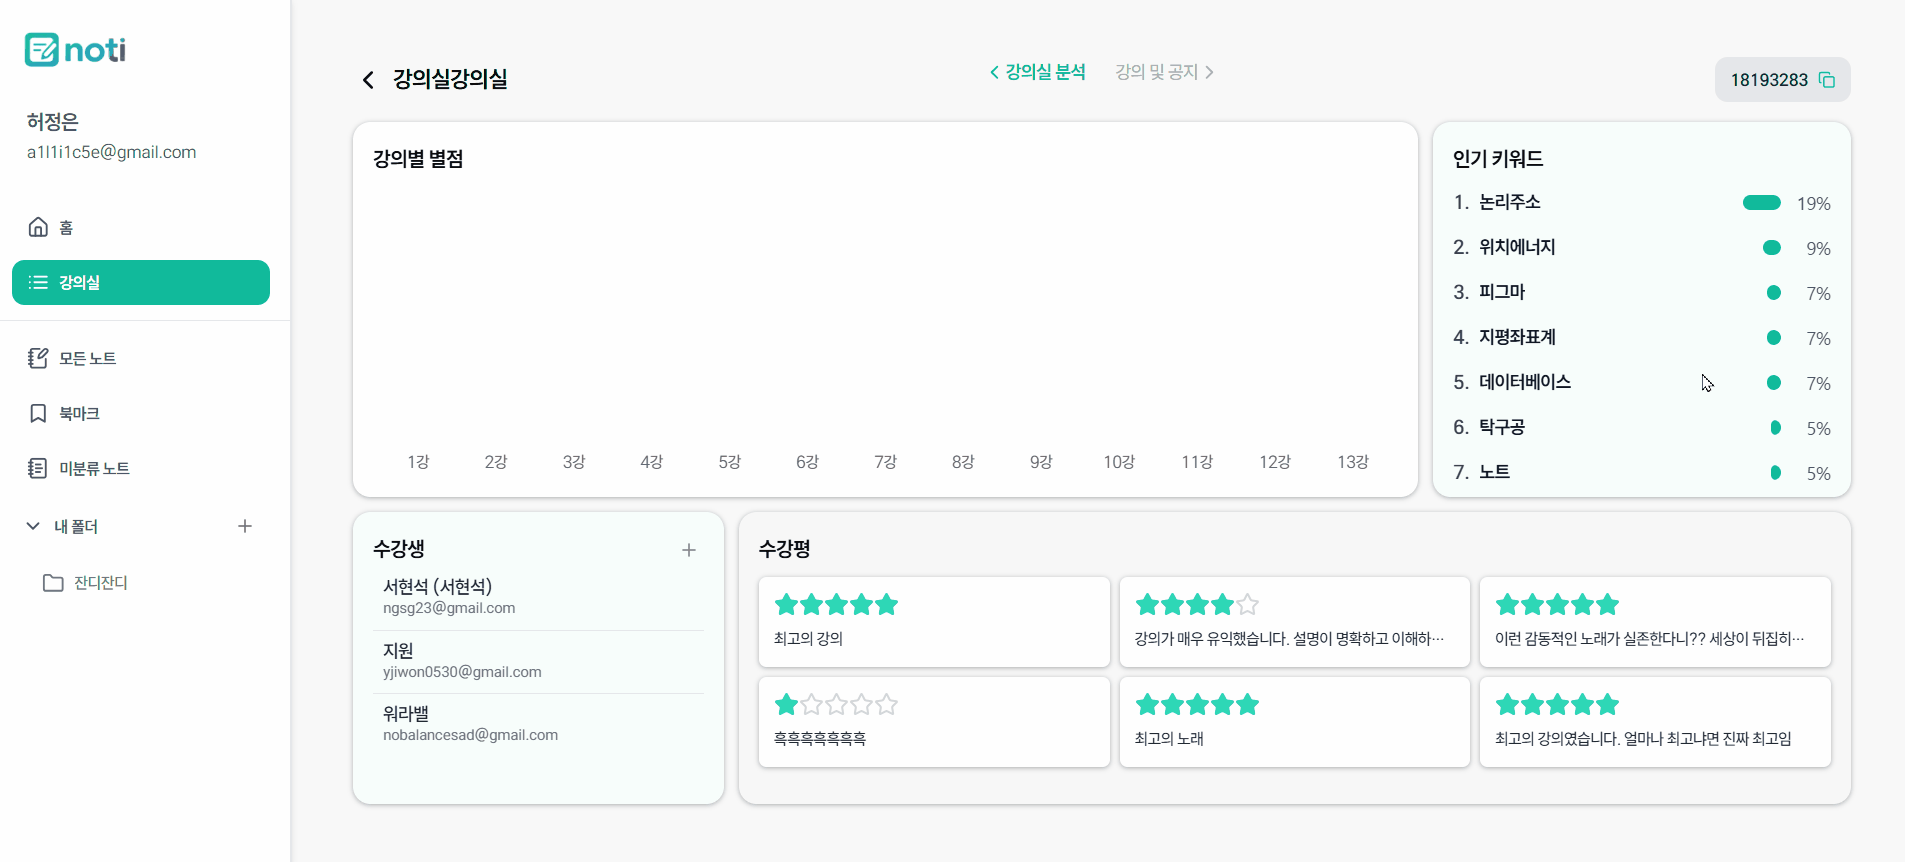 noti
허정은
a1l1i1c5e@gmail.com
홈
강의실
모든 노트
북마크
미분류 노트
내 폴더
잔디잔디
강의실강의실
강의실 분석
강의 및 공지
18193283
강의별 별점
1강 2강 3강 4강 5강 6강 7강 8강 9강 10강 11강 12강 13강
인기 키워드
1. 논리주소 19%
2. 위치에너지 9%
3. 피그마 7%
4. 지평좌표계 7%
5. 데이터베이스 7%
6. 탁구공 5%
7. 노트 5%
수강생
서현석 (서현석)
ngsg23@gmail.com
지원
yjiwon0530@gmail.com
워라밸
nobalancesad@gmail.com
수강평
최고의 강의
강의가 매우 유익했습니다. 설명이 명확하고 이해하…
이런 감동적인 노래가 실존한다니?? 세상이 뒤집히…
흑흑흑흑흑흑흑
최고의 노래
최고의 강의였습니다. 얼마나 최고냐면 진짜 최고임